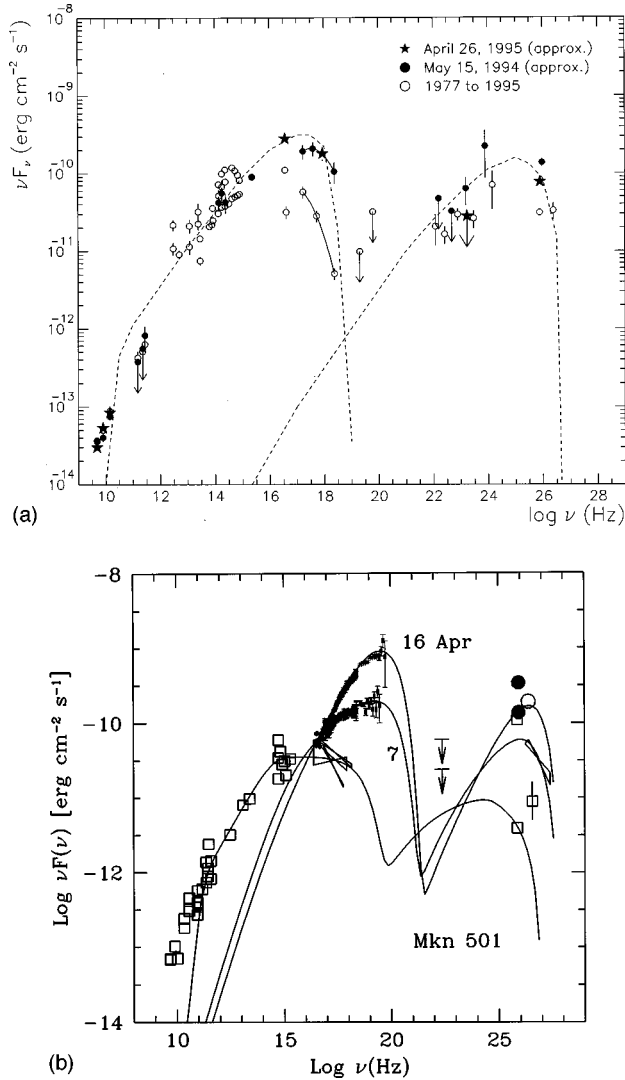 10⁻⁸
10⁻⁹
10⁻¹⁰
10⁻¹¹
10⁻¹²
10⁻¹³
10⁻¹⁴
νFν (erg cm⁻² s⁻¹)
★ April 26, 1995 (approx.)
● May 15, 1994 (approx.)
○ 1977 to 1995
10 12 14 16 18 20 22 24 26 28
log ν (Hz)
(a)
−8
−10
−12
−14
Log νF(ν) [erg cm⁻² s⁻¹]
16 Apr
7
Mkn 501
10 15 20 25
Log ν(Hz)
(b)